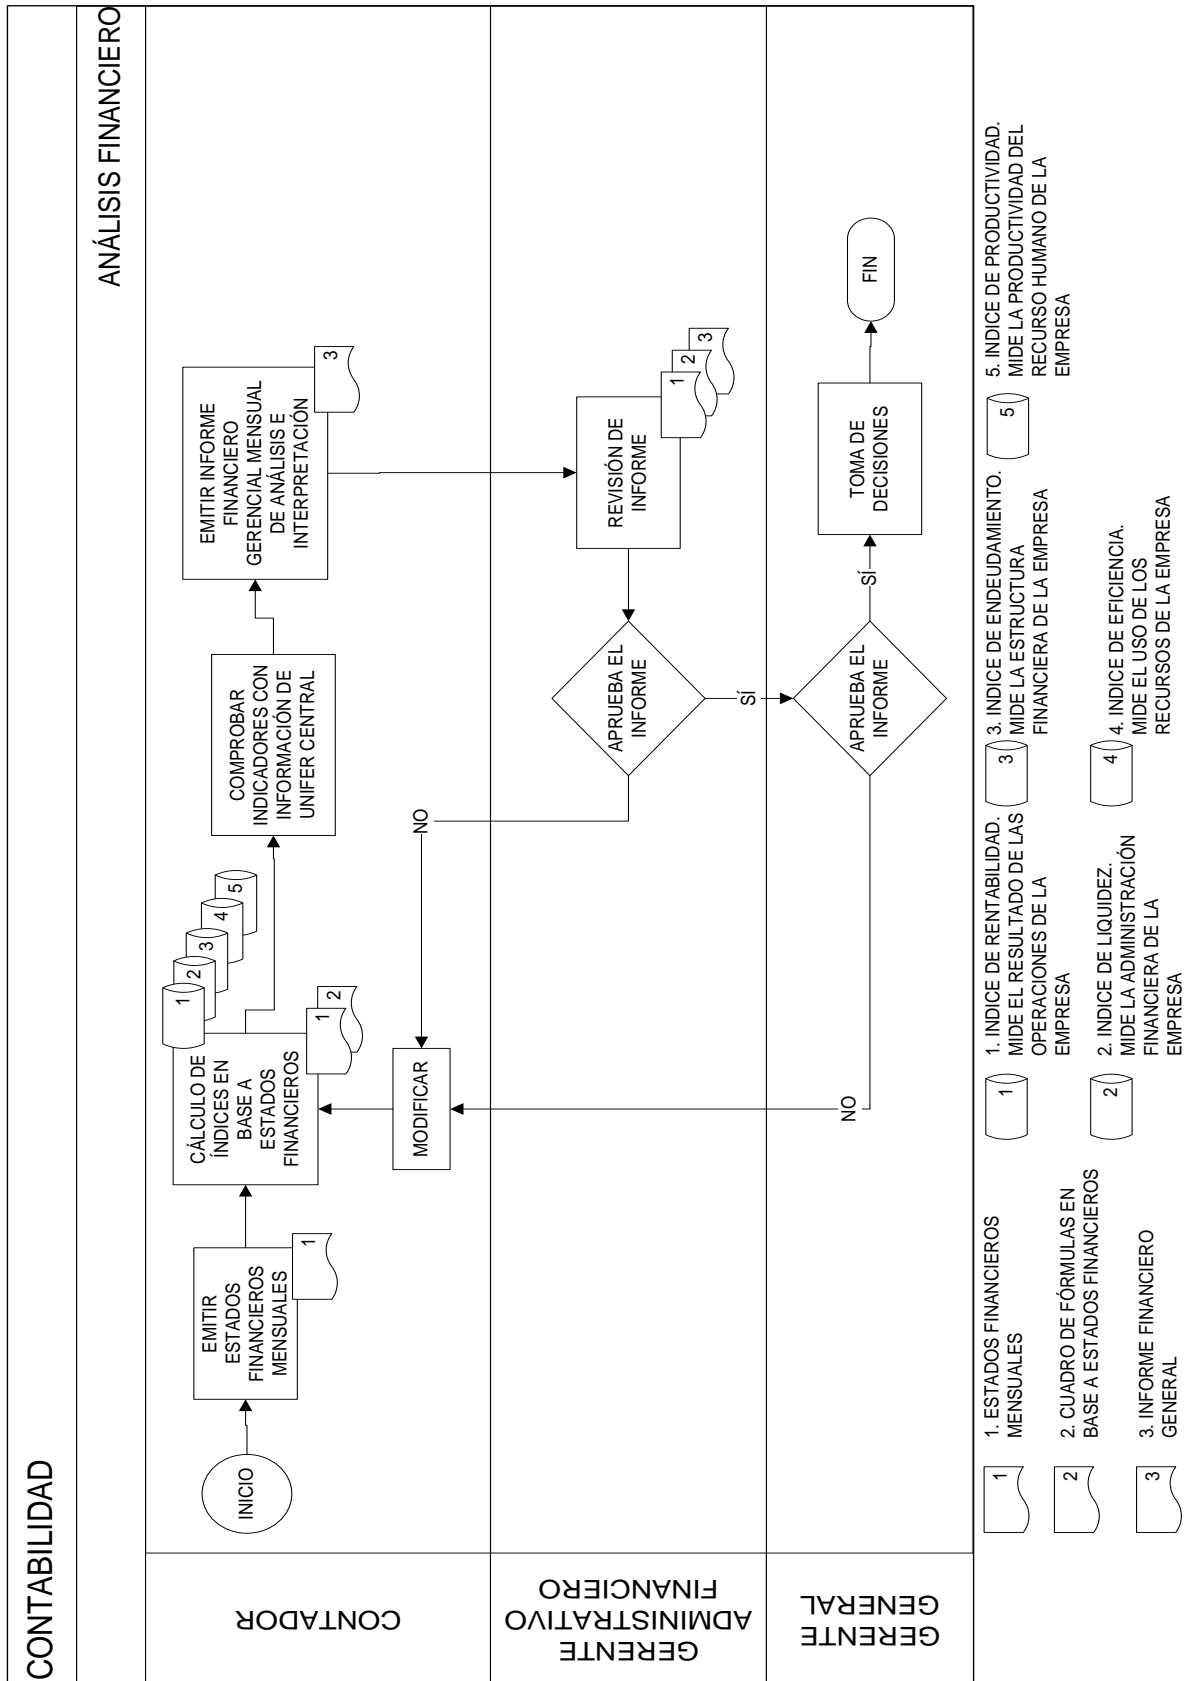 CONTABILIDAD
ANÁLISIS FINANCIERO
CONTADOR
INICIO
EMITIR
ESTADOS
FINANCIEROS
MENSUALES
1
CÁLCULO DE
ÍNDICES EN
BASE A
ESTADOS
FINANCIEROS
1
2
3
4
5
1
2
COMPROBAR
INDICADORES CON
INFORMACIÓN DE
UNIFER CENTRAL
EMITIR INFORME
FINANCIERO
GERENCIAL MENSUAL
DE ANÁLISIS E
INTERPRETACIÓN
3
MODIFICAR
NO
GERENTE
ADMINISTRATIVO
FINANCIERO
APRUEBA EL
INFORME
SÍ
REVISIÓN DE
INFORME
1
2
3
GERENTE
GENERAL
NO
APRUEBA EL
INFORME
SÍ
TOMA DE
DECISIONES
FIN
1
1. ESTADOS FINANCIEROS
MENSUALES
2
2. CUADRO DE FÓRMULAS EN
BASE A ESTADOS FINANCIEROS
3
3. INFORME FINANCIERO
GENERAL
1
1. INDICE DE RENTABILIDAD.
MIDE EL RESULTADO DE LAS
OPERACIONES DE LA
EMPRESA
2
2. INDICE DE LIQUIDEZ.
MIDE LA ADMINISTRACIÓN
FINANCIERA DE LA
EMPRESA
3
3. INDICE DE ENDEUDAMIENTO.
MIDE LA ESTRUCTURA
FINANCIERA DE LA EMPRESA
4
4. INDICE DE EFICIENCIA.
MIDE EL USO DE LOS
RECURSOS DE LA EMPRESA
5
5. INDICE DE PRODUCTIVIDAD.
MIDE LA PRODUCTIVIDAD DEL
RECURSO HUMANO DE LA
EMPRESA